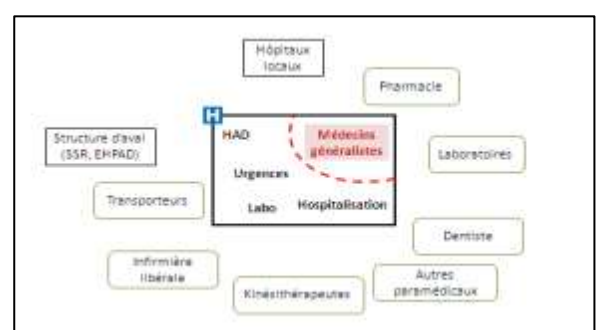 Hôpitaux
locaux
Pharmacie
H
HAD
Médecins
généralistes
Structure d'aval
(SSR, EHPAD)
Laboratoires
Urgences
Transporteurs
Labo
Hospitalisation
Dentiste
Infirmière
libérale
Autres
paramédicaux
Kinésithérapeutes